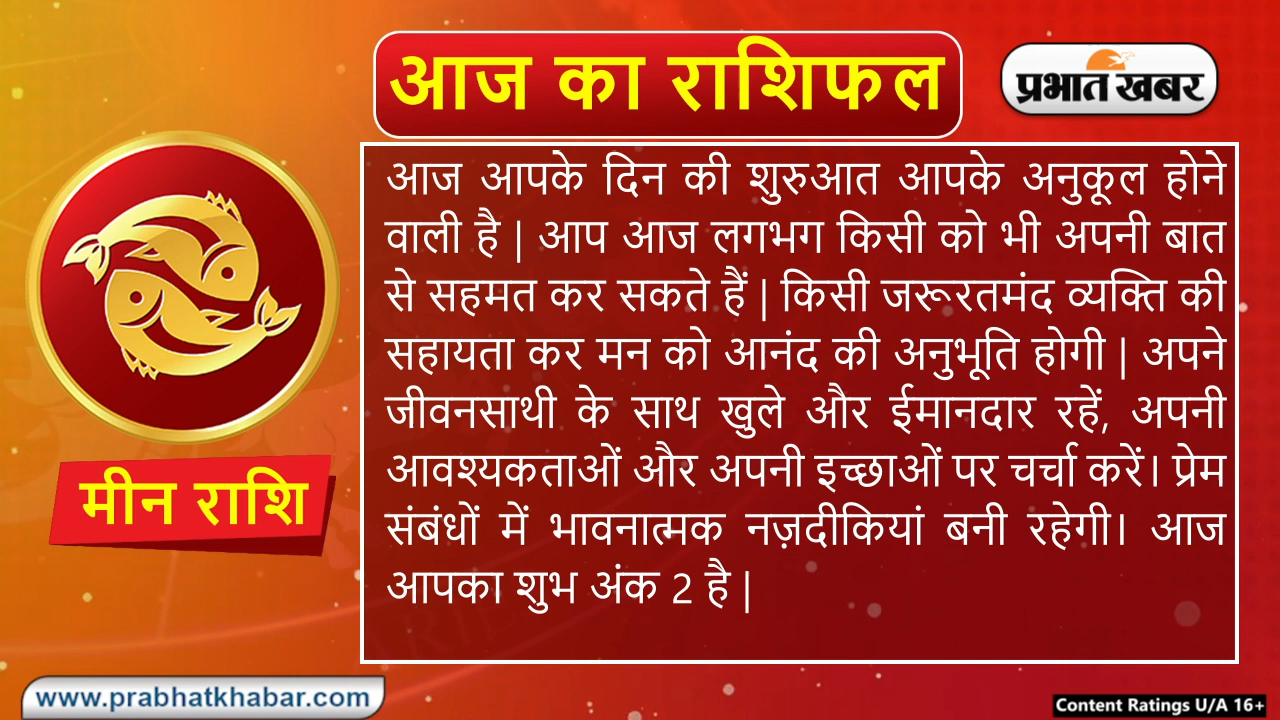 आज का राशिफल
प्रभात खबर
आज आपके दिन की शुरुआत आपके अनुकूल होने
वाली है | आप आज लगभग किसी को भी अपनी बात
से सहमत कर सकते हैं | किसी जरूरतमंद व्यक्ति की
सहायता कर मन को आनंद की अनुभूति होगी | अपने
जीवनसाथी के साथ खुले और ईमानदार रहें, अपनी
आवश्यकताओं और अपनी इच्छाओं पर चर्चा करें। प्रेम
संबंधों में भावनात्मक नज़दीकियां बनी रहेगी। आज
आपका शुभ अंक 2 है |
मीन राशि
www.prabhatkhabar.com
Content Ratings U/A 16+